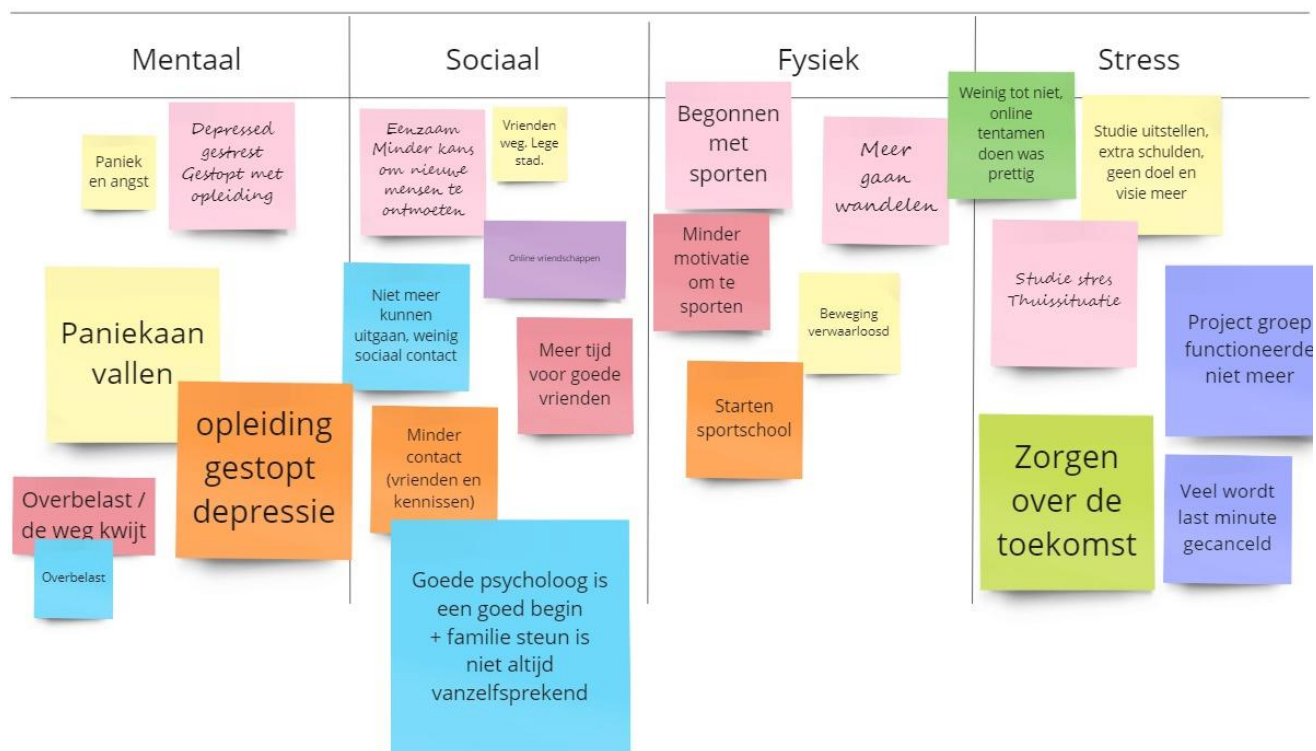 Mentaal
Sociaal
Fysiek
Stress
Paniek
en angst
Depressed
gestrest
Gestopt met
opleiding
Paniekaan
vallen
opleiding
gestopt
depressie
Overbelast /
de weg kwijt
Overbelast
Eenzaam
Minder kans
om nieuwe
mensen te
ontmoeten
Vrienden
weg. Lege
stad.
Online vriendschappen
Niet meer
kunnen
uitgaan, weinig
sociaal contact
Meer tijd
voor goede
vrienden
Minder
contact
(vrienden en
kennissen)
Goede psycholoog is
een goed begin
+ familie steun is
niet altijd
vanzelfsprekend
Begonnen
met
sporten
Meer
gaan
wandelen
Minder
motivatie
om te
sporten
Beweging
verwaarloosd
Starten
sportschool
Weinig tot niet,
online
tentamen
doen was
prettig
Studie uitstellen,
extra schulden,
geen doel en
visie meer
Studie stres
Thuissituatie
Project groep
functioneerde
niet meer
Zorgen
over de
toekomst
Veel wordt
last minute
gecanceld